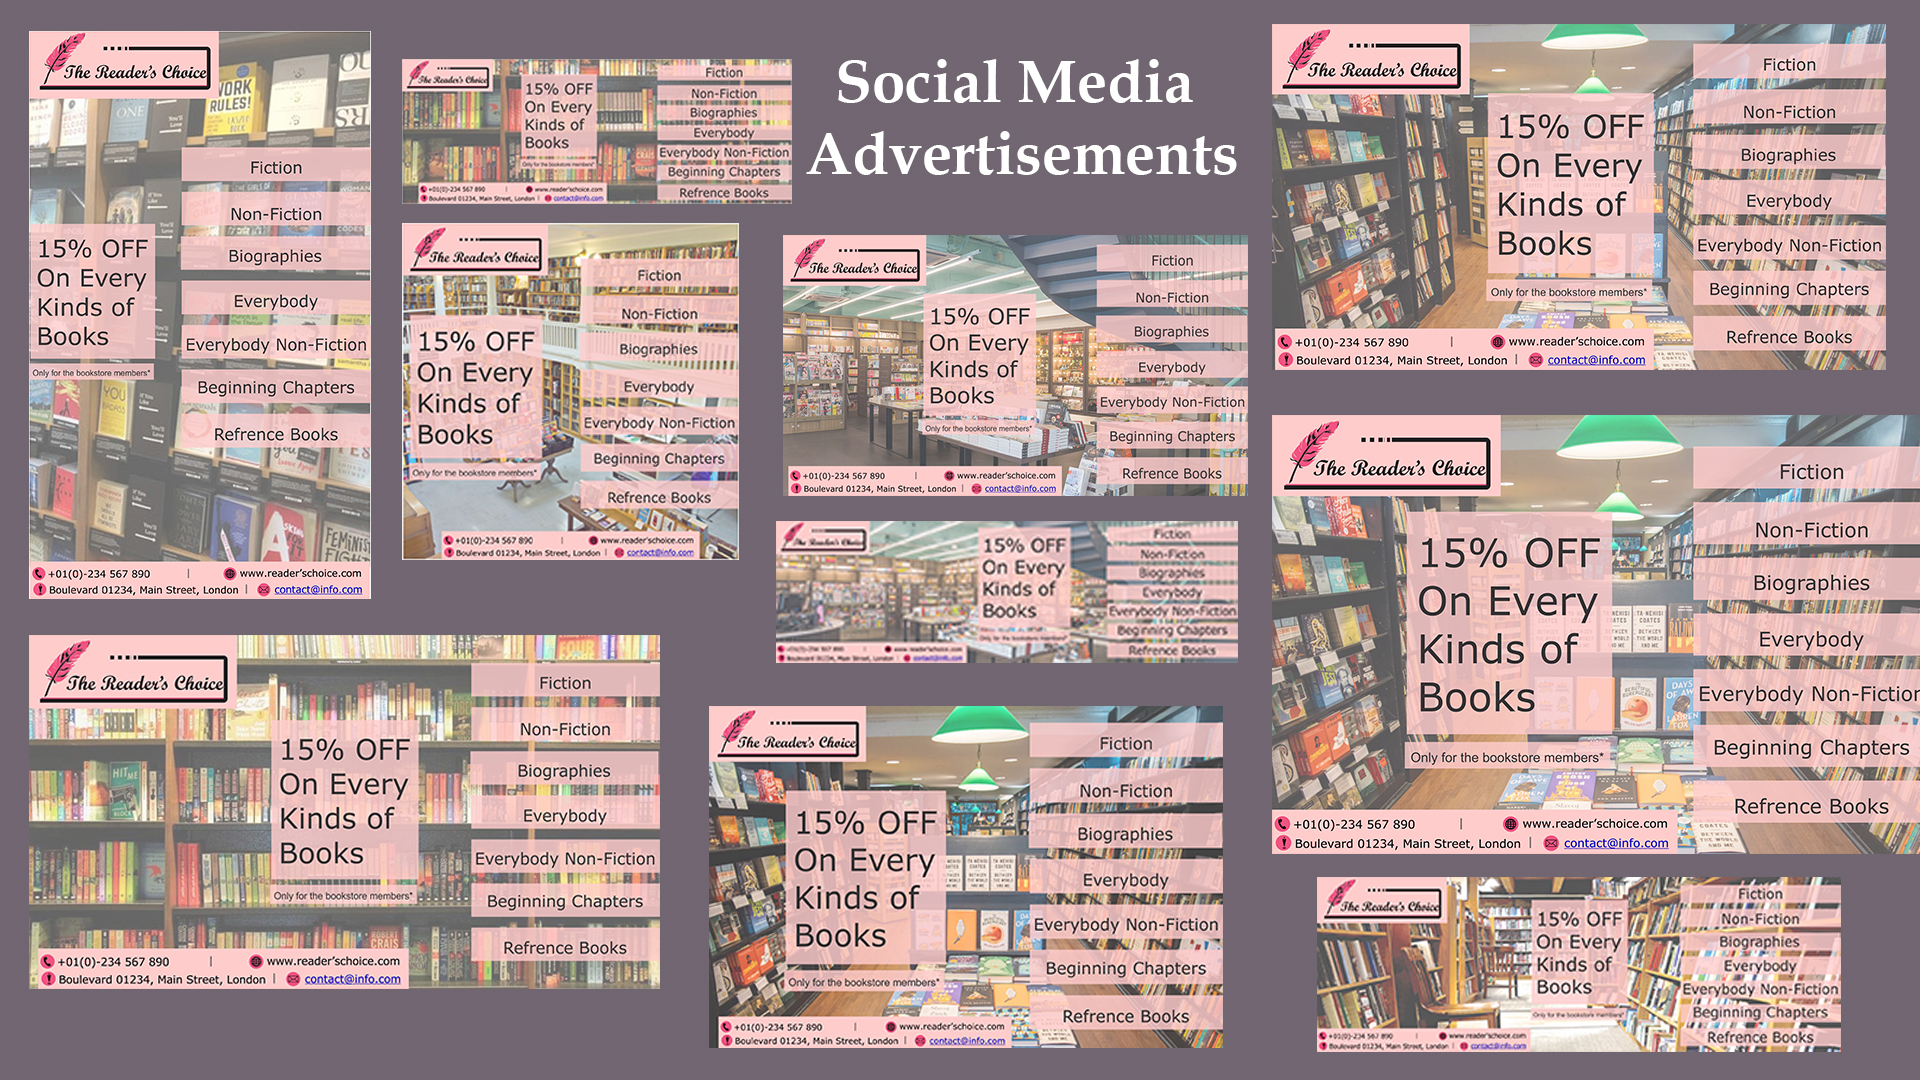 Social Media
Advertisements
The Reader's Choice
WORK
RULES!
Fiction
Non-Fiction
Biographies
Everybody
Everybody Non-Fiction
Beginning Chapters
Refrence Books
15% OFF
On Every
Kinds of
Books
Only for the bookstore members*
+01(0)-234 567 890 | www.reader'schoice.com
Boulevard 01234, Main Street, London | contact@info.com
The Reader's Choice
15% OFF
On Every
Kinds of
Books
Only for the bookstore members*
Fiction
Non-Fiction
Biographies
Everybody
Everybody Non-Fiction
Beginning Chapters
Refrence Books
+01(0)-234 567 890 | www.reader'schoice.com
Boulevard 01234, Main Street, London | contact@info.com
The Reader's Choice
15% OFF
On Every
Kinds of
Books
Only for the bookstore members*
Fiction
Non-Fiction
Biographies
Everybody
Everybody Non-Fiction
Beginning Chapters
Refrence Books
+01(0)-234 567 890 | www.reader'schoice.com
Boulevard 01234, Main Street, London | contact@info.com
The Reader's Choice
15% OFF
On Every
Kinds of
Books
Only for the bookstore members*
Fiction
Non-Fiction
Biographies
Everybody
Everybody Non-Fiction
Beginning Chapters
Refrence Books
+01(0)-234 567 890 | www.reader'schoice.com
Boulevard 01234, Main Street, London | contact@info.com
The Reader's Choice
15% OFF
On Every
Kinds of
Books
Only for the bookstore members*
Fiction
Non-Fiction
Biographies
Everybody
Everybody Non-Fiction
Beginning Chapters
Refrence Books
+01(0)-234 567 890 | www.reader'schoice.com
Boulevard 01234, Main Street, London | contact@info.com
The Reader's Choice
15% OFF
On Every
Kinds of
Books
Only for the bookstore members*
Fiction
Non-Fiction
Biographies
Everybody
Everybody Non-Fiction
Beginning Chapters
Refrence Books
+01(0)-234 567 890 | www.reader'schoice.com
Boulevard 01234, Main Street, London | contact@info.com
The Reader's Choice
15% OFF
On Every
Kinds of
Books
Only for the bookstore members*
Fiction
Non-Fiction
Biographies
Everybody
Everybody Non-Fiction
Beginning Chapters
Refrence Books
+01(0)-234 567 890 | www.reader'schoice.com
Boulevard 01234, Main Street, London | contact@info.com
The Reader's Choice
15% OFF
On Every
Kinds of
Books
Only for the bookstore members*
Fiction
Non-Fiction
Biographies
Everybody
Everybody Non-Fiction
Beginning Chapters
Refrence Books
+01(0)-234 567 890 | www.reader'schoice.com
Boulevard 01234, Main Street, London | contact@info.com
The Reader's Choice
15% OFF
On Every
Kinds of
Books
Only for the bookstore members*
Fiction
Non-Fiction
Biographies
Everybody
Everybody Non-Fiction
Beginning Chapters
Refrence Books
+01(0)-234 567 890 | www.reader'schoice.com
Boulevard 01234, Main Street, London | contact@info.com
The Reader's Choice
15% OFF
On Every
Kinds of
Books
Only for the bookstore members*
Fiction
Non-Fiction
Biographies
Everybody
Everybody Non-Fiction
Beginning Chapters
Refrence Books
+01(0)-234 567 890 | www.reader'schoice.com
Boulevard 01234, Main Street, London | contact@info.com